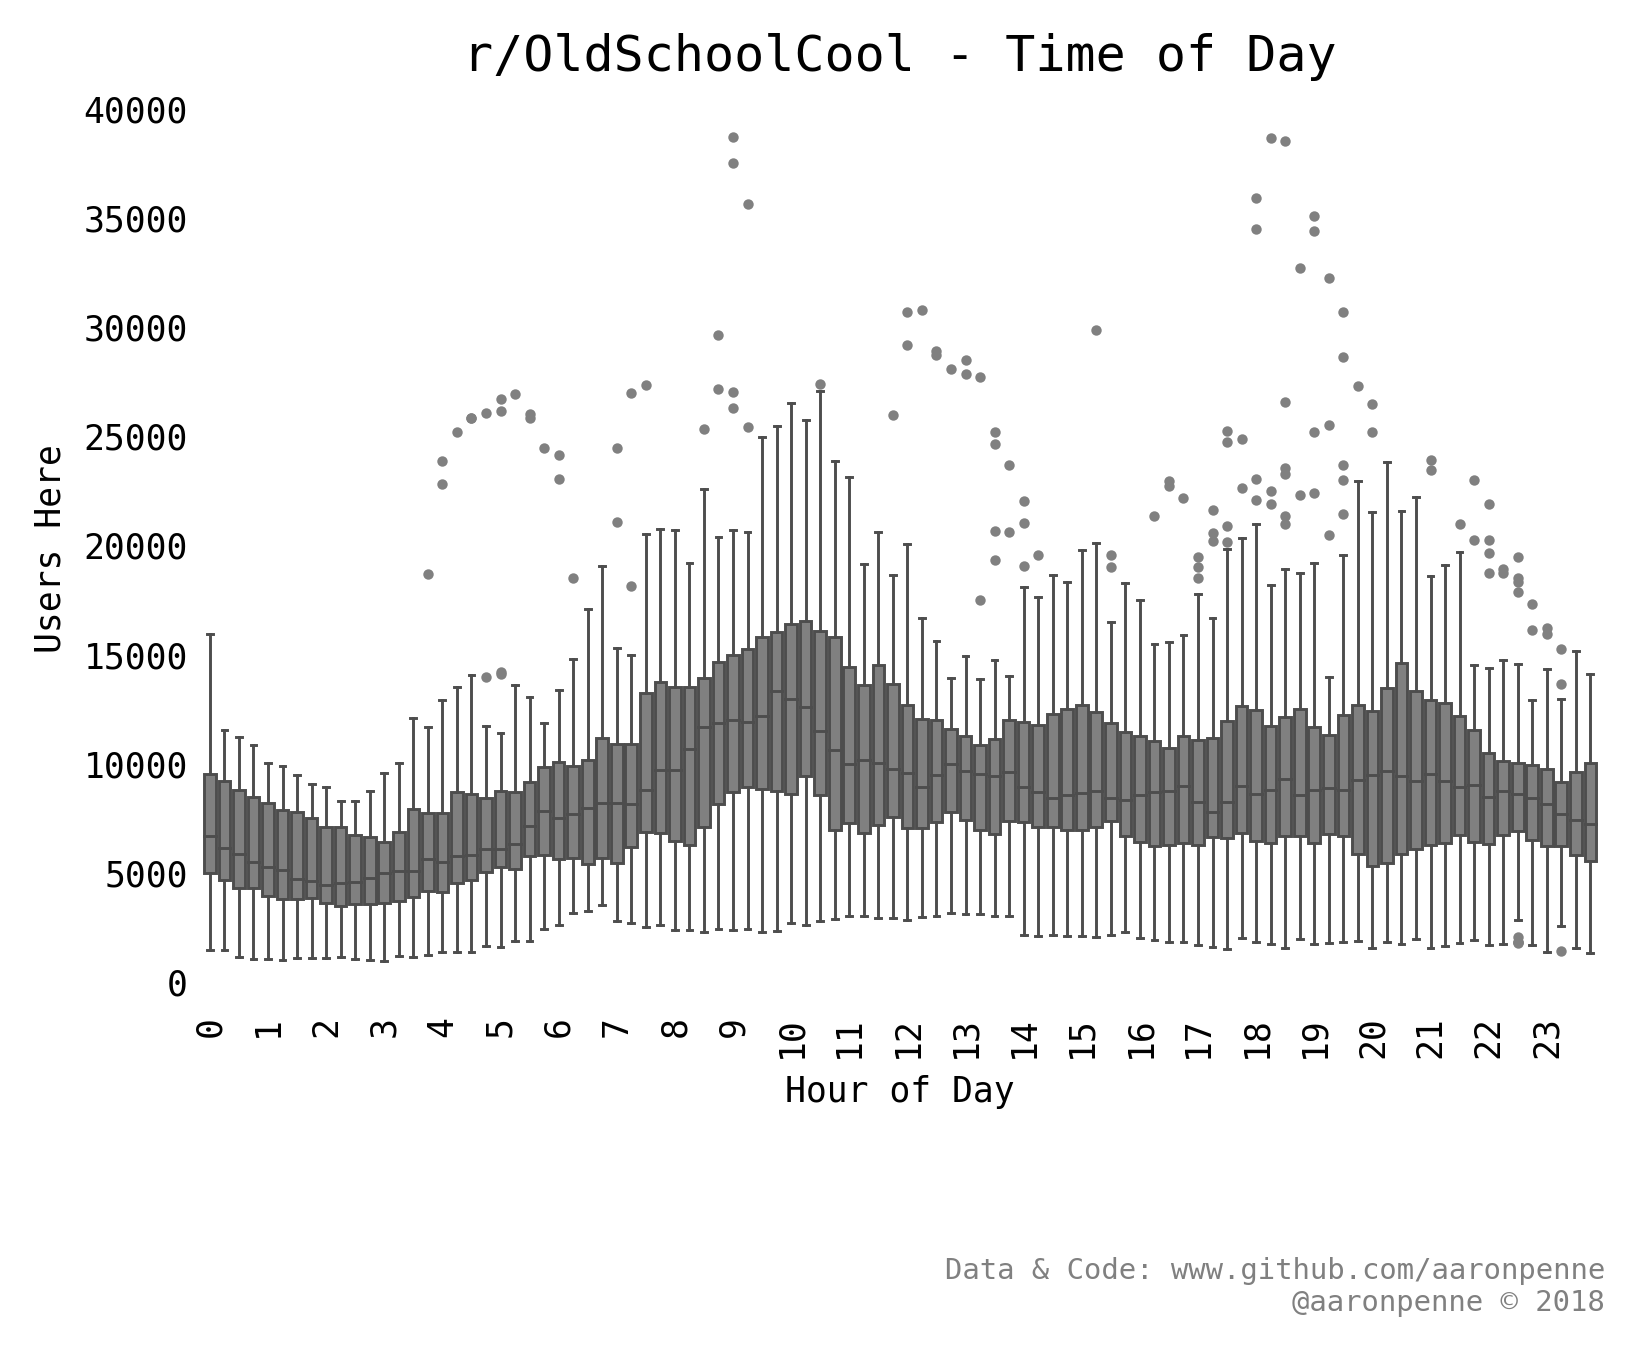 r/OldSchoolCool - Time of Day
40000
35000
30000
25000
20000
15000
10000
5000
0
Users Here
0 1 2 3 4 5 6 7 8 9 10 11 12 13 14 15 16 17 18 19 20 21 22 23
Hour of Day
Data & Code: www.github.com/aaronpenne
@aaronpenne © 2018